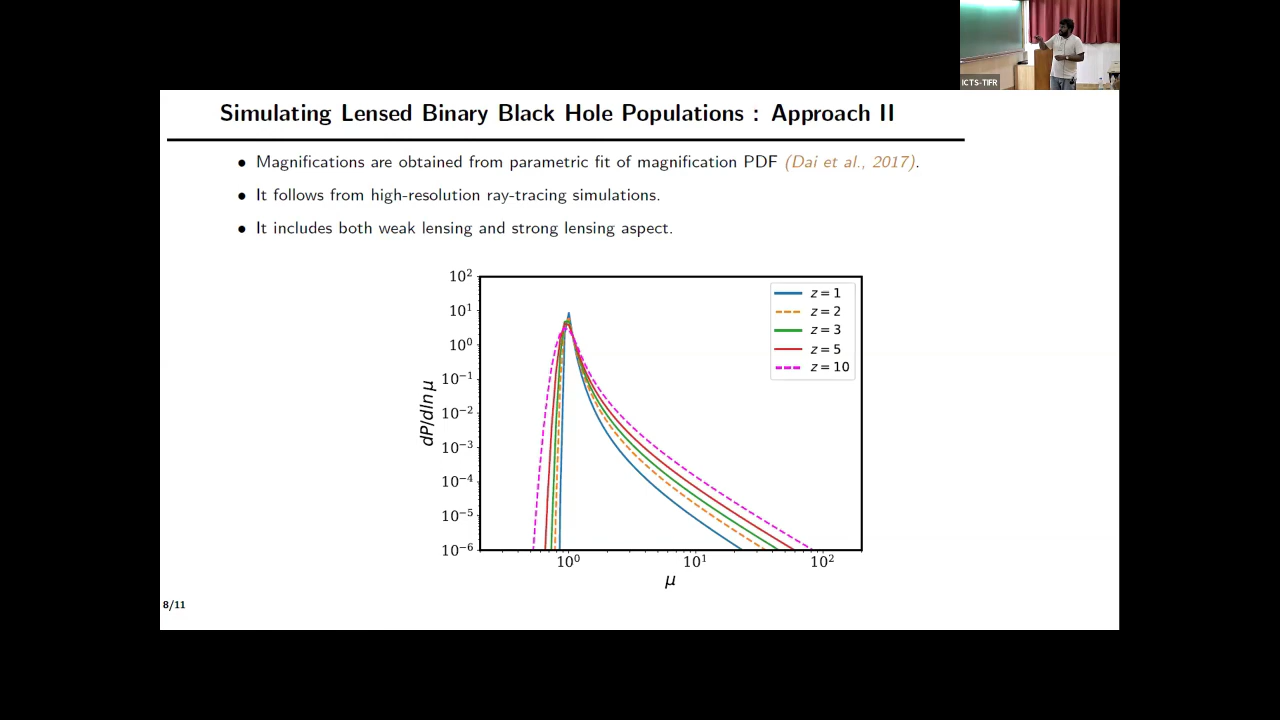 ICTS-TIFR
Simulating Lensed Binary Black Hole Populations : Approach II
• Magnifications are obtained from parametric fit of magnification PDF (Dai et al., 2017).
• It follows from high-resolution ray-tracing simulations.
• It includes both weak lensing and strong lensing aspect.
10²
10¹
10⁰
10⁻¹
10⁻²
10⁻³
10⁻⁴
10⁻⁵
10⁻⁶
dP/dlnμ
z = 1
z = 2
z = 3
z = 5
z = 10
10⁰ 10¹ 10²
μ
8/11